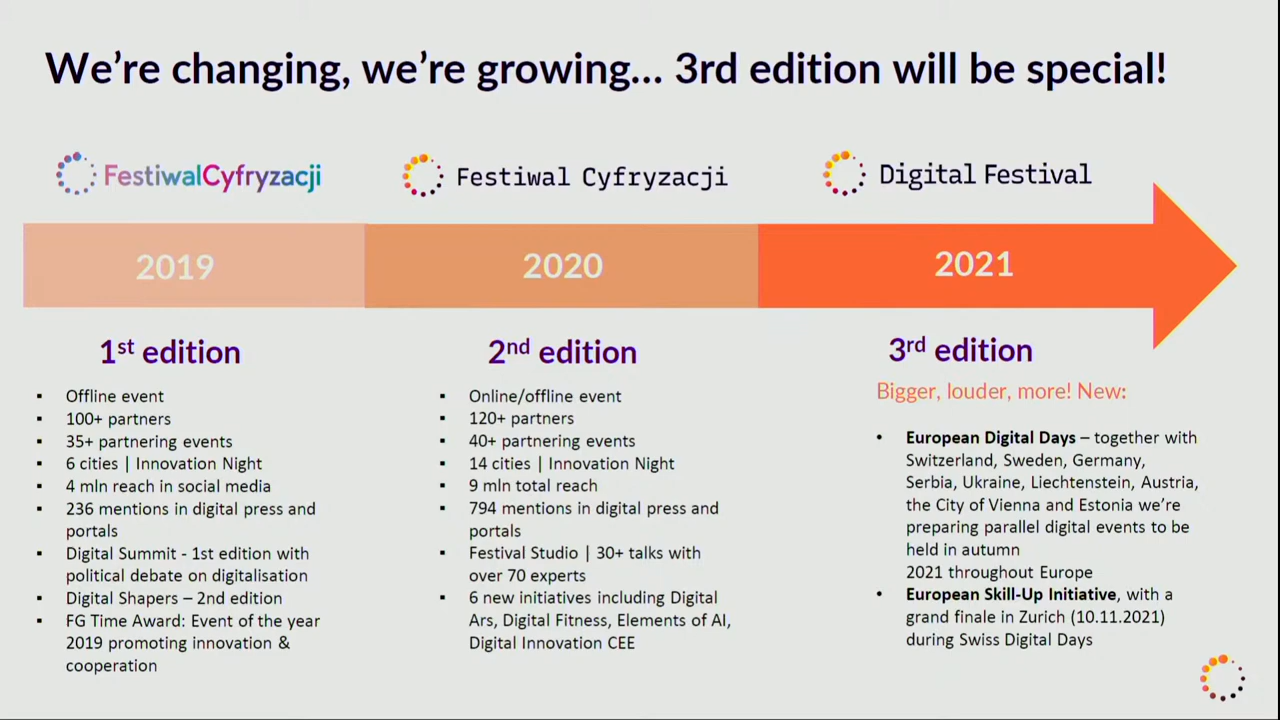 We're changing, we're growing... 3rd edition will be special!
FestiwalCyfryzacji
Festiwal Cyfryzacji
Digital Festival
2019
2020
2021
1st edition
▪ Offline event
▪ 100+ partners
▪ 35+ partnering events
▪ 6 cities | Innovation Night
▪ 4 mln reach in social media
▪ 236 mentions in digital press and
portals
▪ Digital Summit - 1st edition with
political debate on digitalisation
▪ Digital Shapers – 2nd edition
▪ FG Time Award: Event of the year
2019 promoting innovation &
cooperation
2nd edition
▪ Online/offline event
▪ 120+ partners
▪ 40+ partnering events
▪ 14 cities | Innovation Night
▪ 9 mln total reach
▪ 794 mentions in digital press and
portals
▪ Festival Studio | 30+ talks with
over 70 experts
▪ 6 new initiatives including Digital
Ars, Digital Fitness, Elements of AI,
Digital Innovation CEE
3rd edition
Bigger, louder, more! New:
• European Digital Days – together with
Switzerland, Sweden, Germany,
Serbia, Ukraine, Liechtenstein, Austria,
the City of Vienna and Estonia we're
preparing parallel digital events to be
held in autumn
2021 throughout Europe
• European Skill-Up Initiative, with a
grand finale in Zurich (10.11.2021)
during Swiss Digital Days